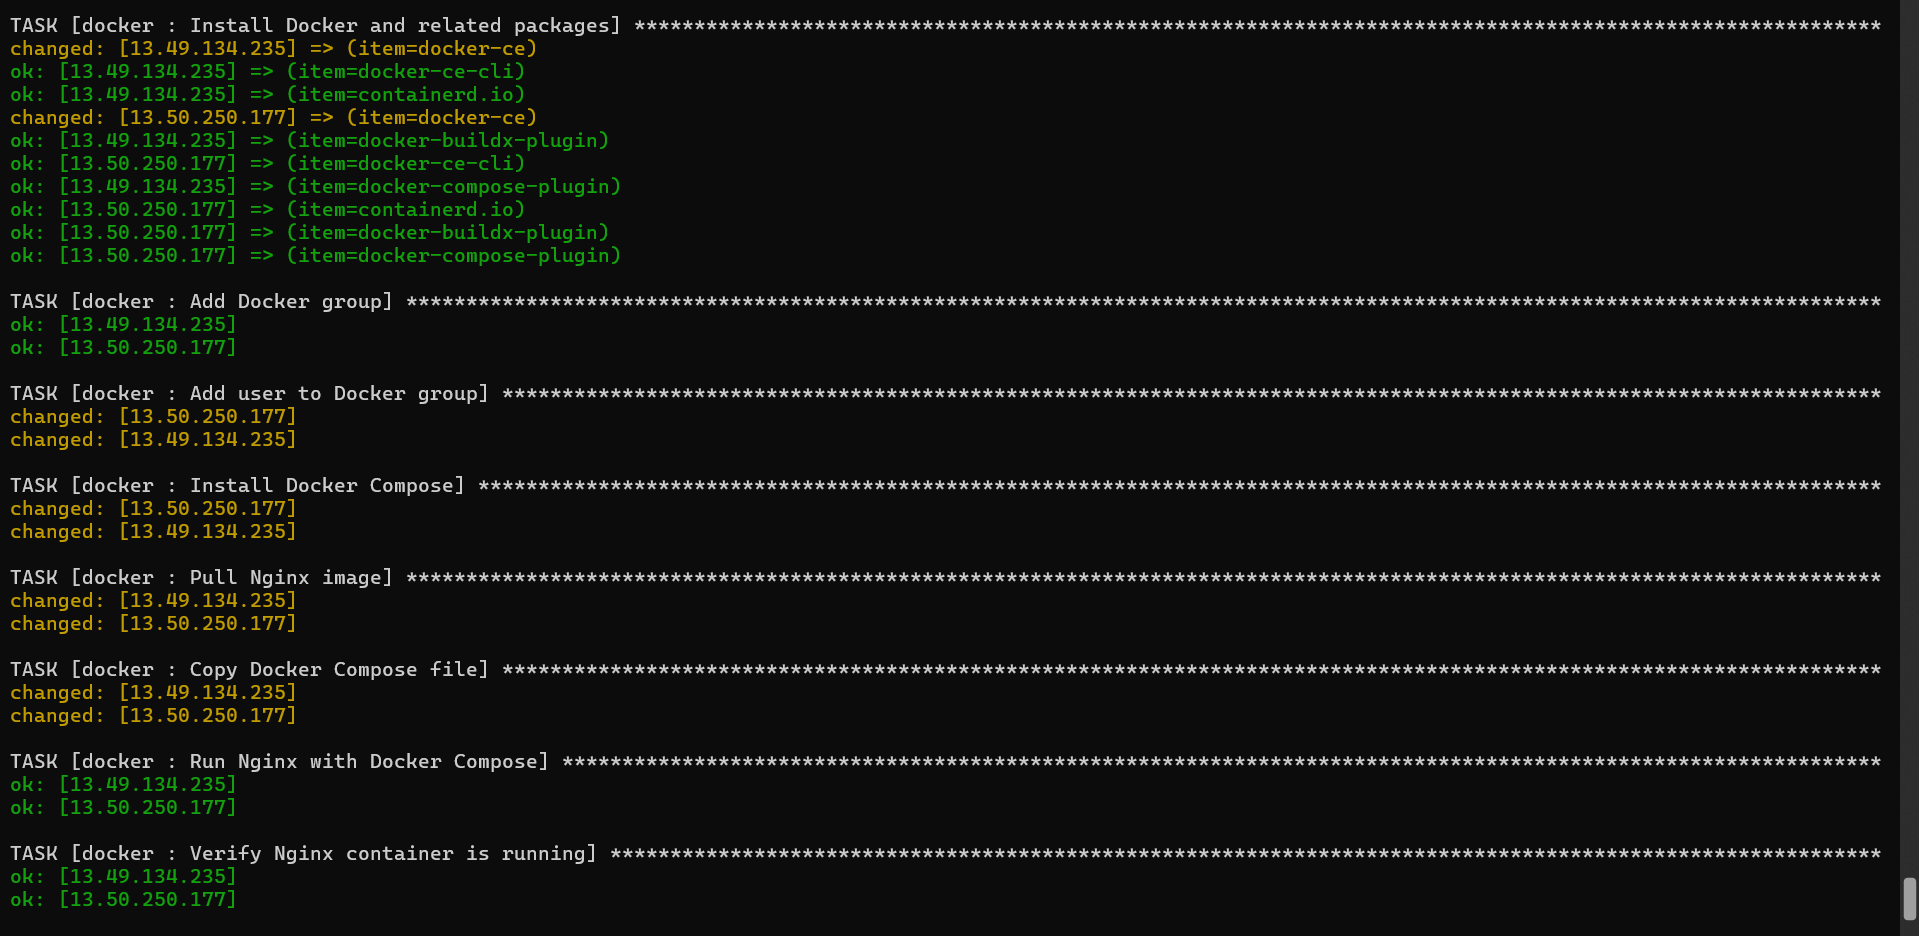 TASK [docker : Install Docker and related packages] ********************************************************************************************************
changed: [13.49.134.235] => (item=docker-ce)
ok: [13.49.134.235] => (item=docker-ce-cli)
ok: [13.49.134.235] => (item=containerd.io)
changed: [13.50.250.177] => (item=docker-ce)
ok: [13.49.134.235] => (item=docker-buildx-plugin)
ok: [13.50.250.177] => (item=docker-ce-cli)
ok: [13.49.134.235] => (item=docker-compose-plugin)
ok: [13.50.250.177] => (item=containerd.io)
ok: [13.50.250.177] => (item=docker-buildx-plugin)
ok: [13.50.250.177] => (item=docker-compose-plugin)
TASK [docker : Add Docker group] ***************************************************************************************************************************
ok: [13.49.134.235]
ok: [13.50.250.177]
TASK [docker : Add user to Docker group] *******************************************************************************************************************
changed: [13.50.250.177]
changed: [13.49.134.235]
TASK [docker : Install Docker Compose] *********************************************************************************************************************
changed: [13.50.250.177]
changed: [13.49.134.235]
TASK [docker : Pull Nginx image] ***************************************************************************************************************************
changed: [13.49.134.235]
changed: [13.50.250.177]
TASK [docker : Copy Docker Compose file] *******************************************************************************************************************
changed: [13.49.134.235]
changed: [13.50.250.177]
TASK [docker : Run Nginx with Docker Compose] **************************************************************************************************************
ok: [13.49.134.235]
ok: [13.50.250.177]
TASK [docker : Verify Nginx container is running] **********************************************************************************************************
ok: [13.49.134.235]
ok: [13.50.250.177]